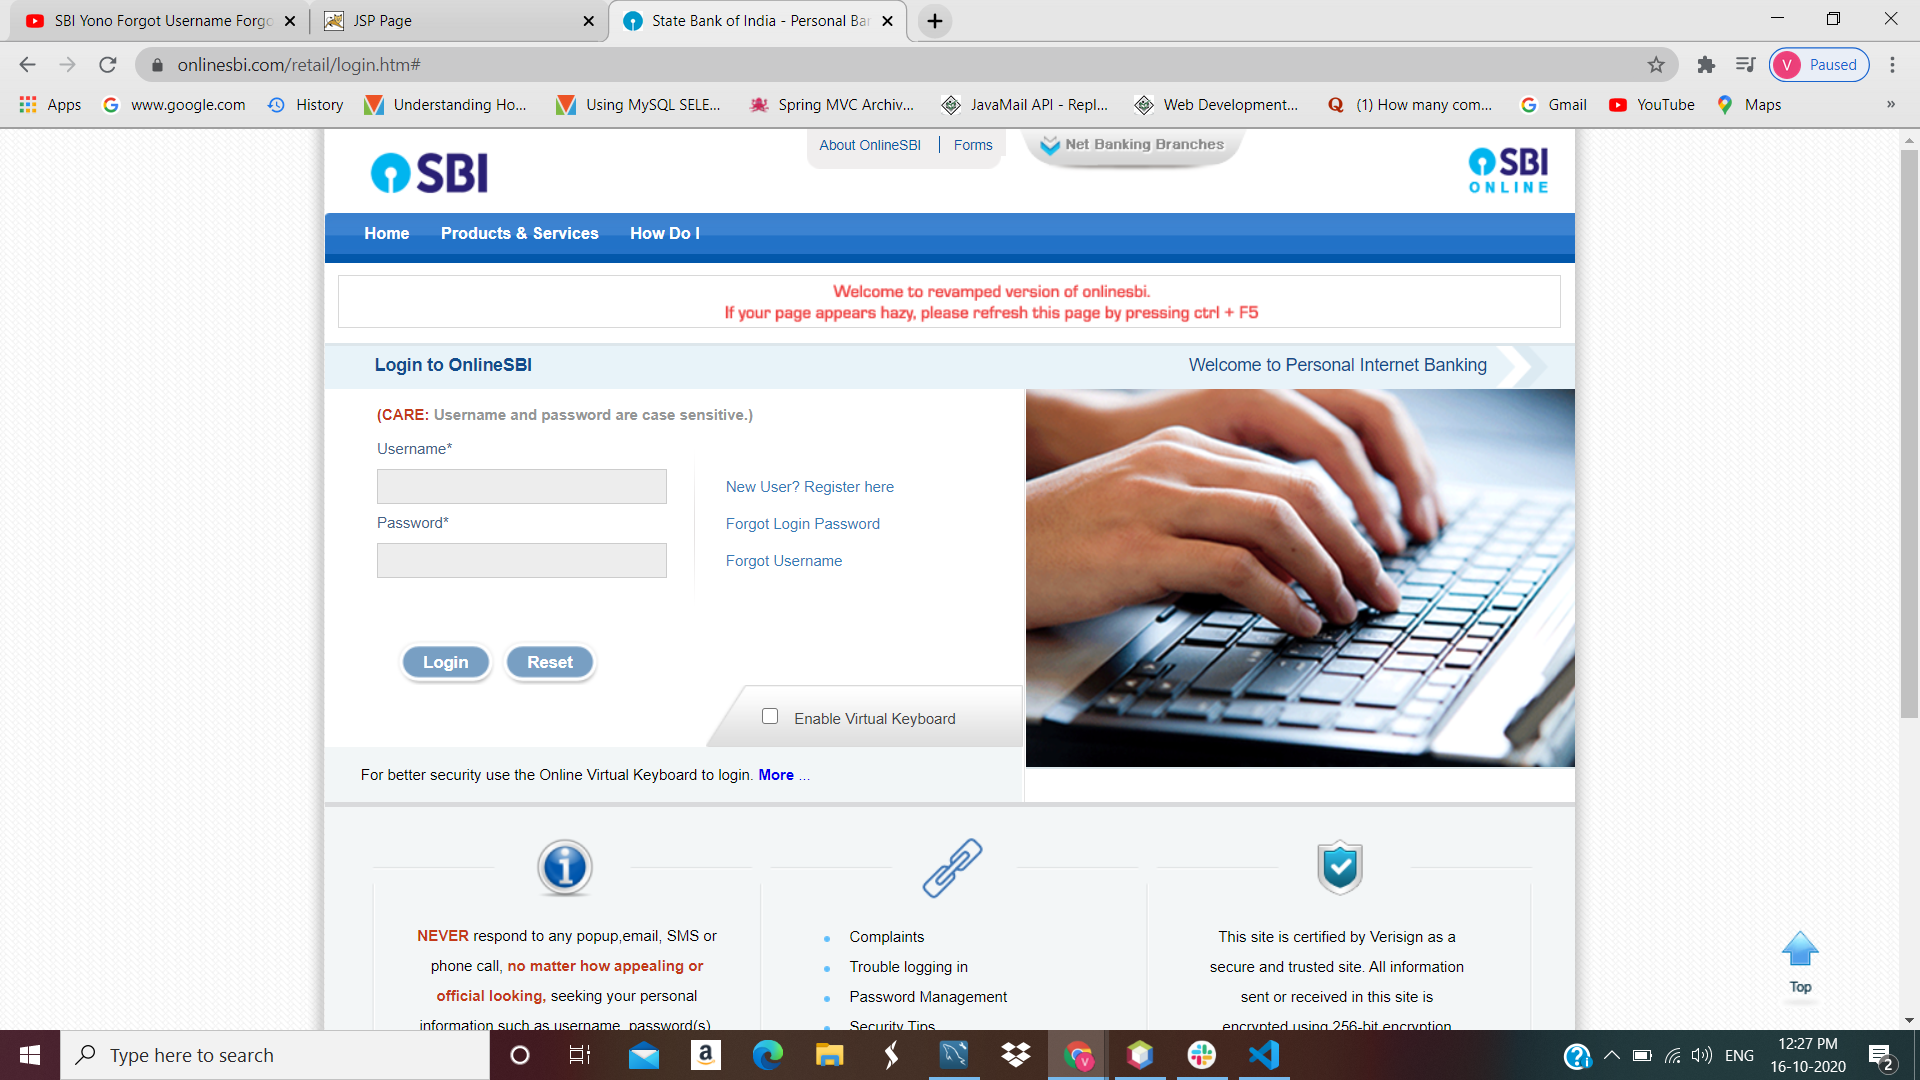 SBI Yono Forgot Username Forgo
JSP Page
State Bank of India - Personal Ban
onlinesbi.com/retail/login.htm#
V Paused
Apps
www.google.com
History
Understanding Ho...
Using MySQL SELE...
Spring MVC Archiv...
JavaMail API - Repl...
Web Development...
(1) How many com...
Gmail
YouTube
Maps
»
SBI
About OnlineSBI
Forms
Net Banking Branches
SBI
ONLINE
Home
Products & Services
How Do I
Welcome to revamped version of onlinesbi.
If your page appears hazy, please refresh this page by pressing ctrl + F5
Login to OnlineSBI
Welcome to Personal Internet Banking
(CARE: Username and password are case sensitive.)
Username*
New User? Register here
Password*
Forgot Login Password
Forgot Username
Login
Reset
Enable Virtual Keyboard
For better security use the Online Virtual Keyboard to login. More ...
NEVER respond to any popup,email, SMS or
phone call, no matter how appealing or
official looking, seeking your personal
information such as username, password(s)
Complaints
Trouble logging in
Password Management
Security Tips
This site is certified by Verisign as a
secure and trusted site. All information
sent or received in this site is
encrypted using 256-bit encryption
Top
Type here to search
ENG
12:27 PM
16-10-2020
2